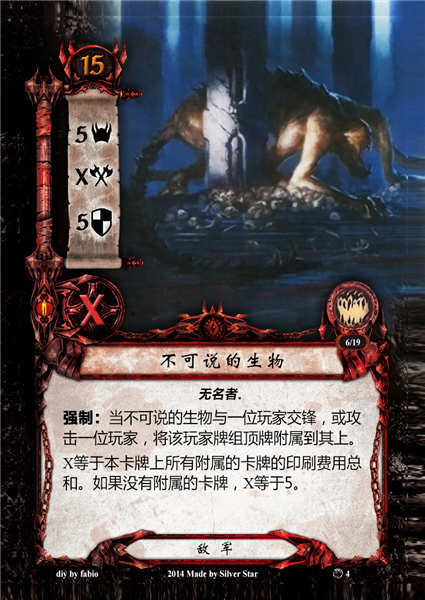 15
5
X
5
X
6/19
不可说的生物
无名者.
强制：当不可说的生物与一位玩家交锋，或攻
击一位玩家，将该玩家牌组顶牌附属到其上。
X等于本卡牌上所有附属的卡牌的印刷费用总
和。如果没有附属的卡牌，X等于5。
敌军
diy by fabio 2014 Made by Silver Star 4